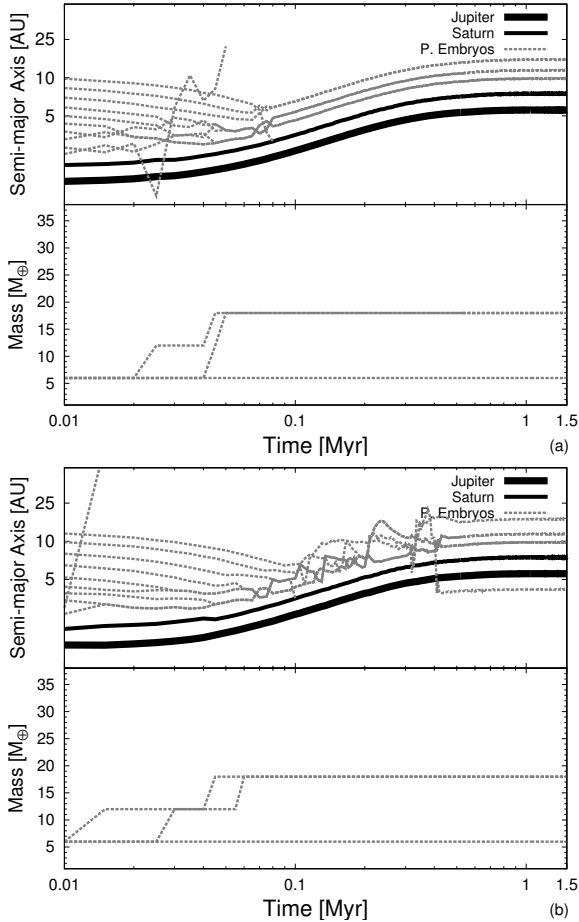 Semi-major Axis [AU]
25
10
5
Jupiter
Saturn
P. Embryos
Mass [M⊕]
35
30
25
20
15
10
5
0.01
0.1
1
1.5
Time [Myr]
(a)
Semi-major Axis [AU]
25
10
5
Jupiter
Saturn
P. Embryos
Mass [M⊕]
35
30
25
20
15
10
5
0.01
0.1
1
1.5
Time [Myr]
(b)